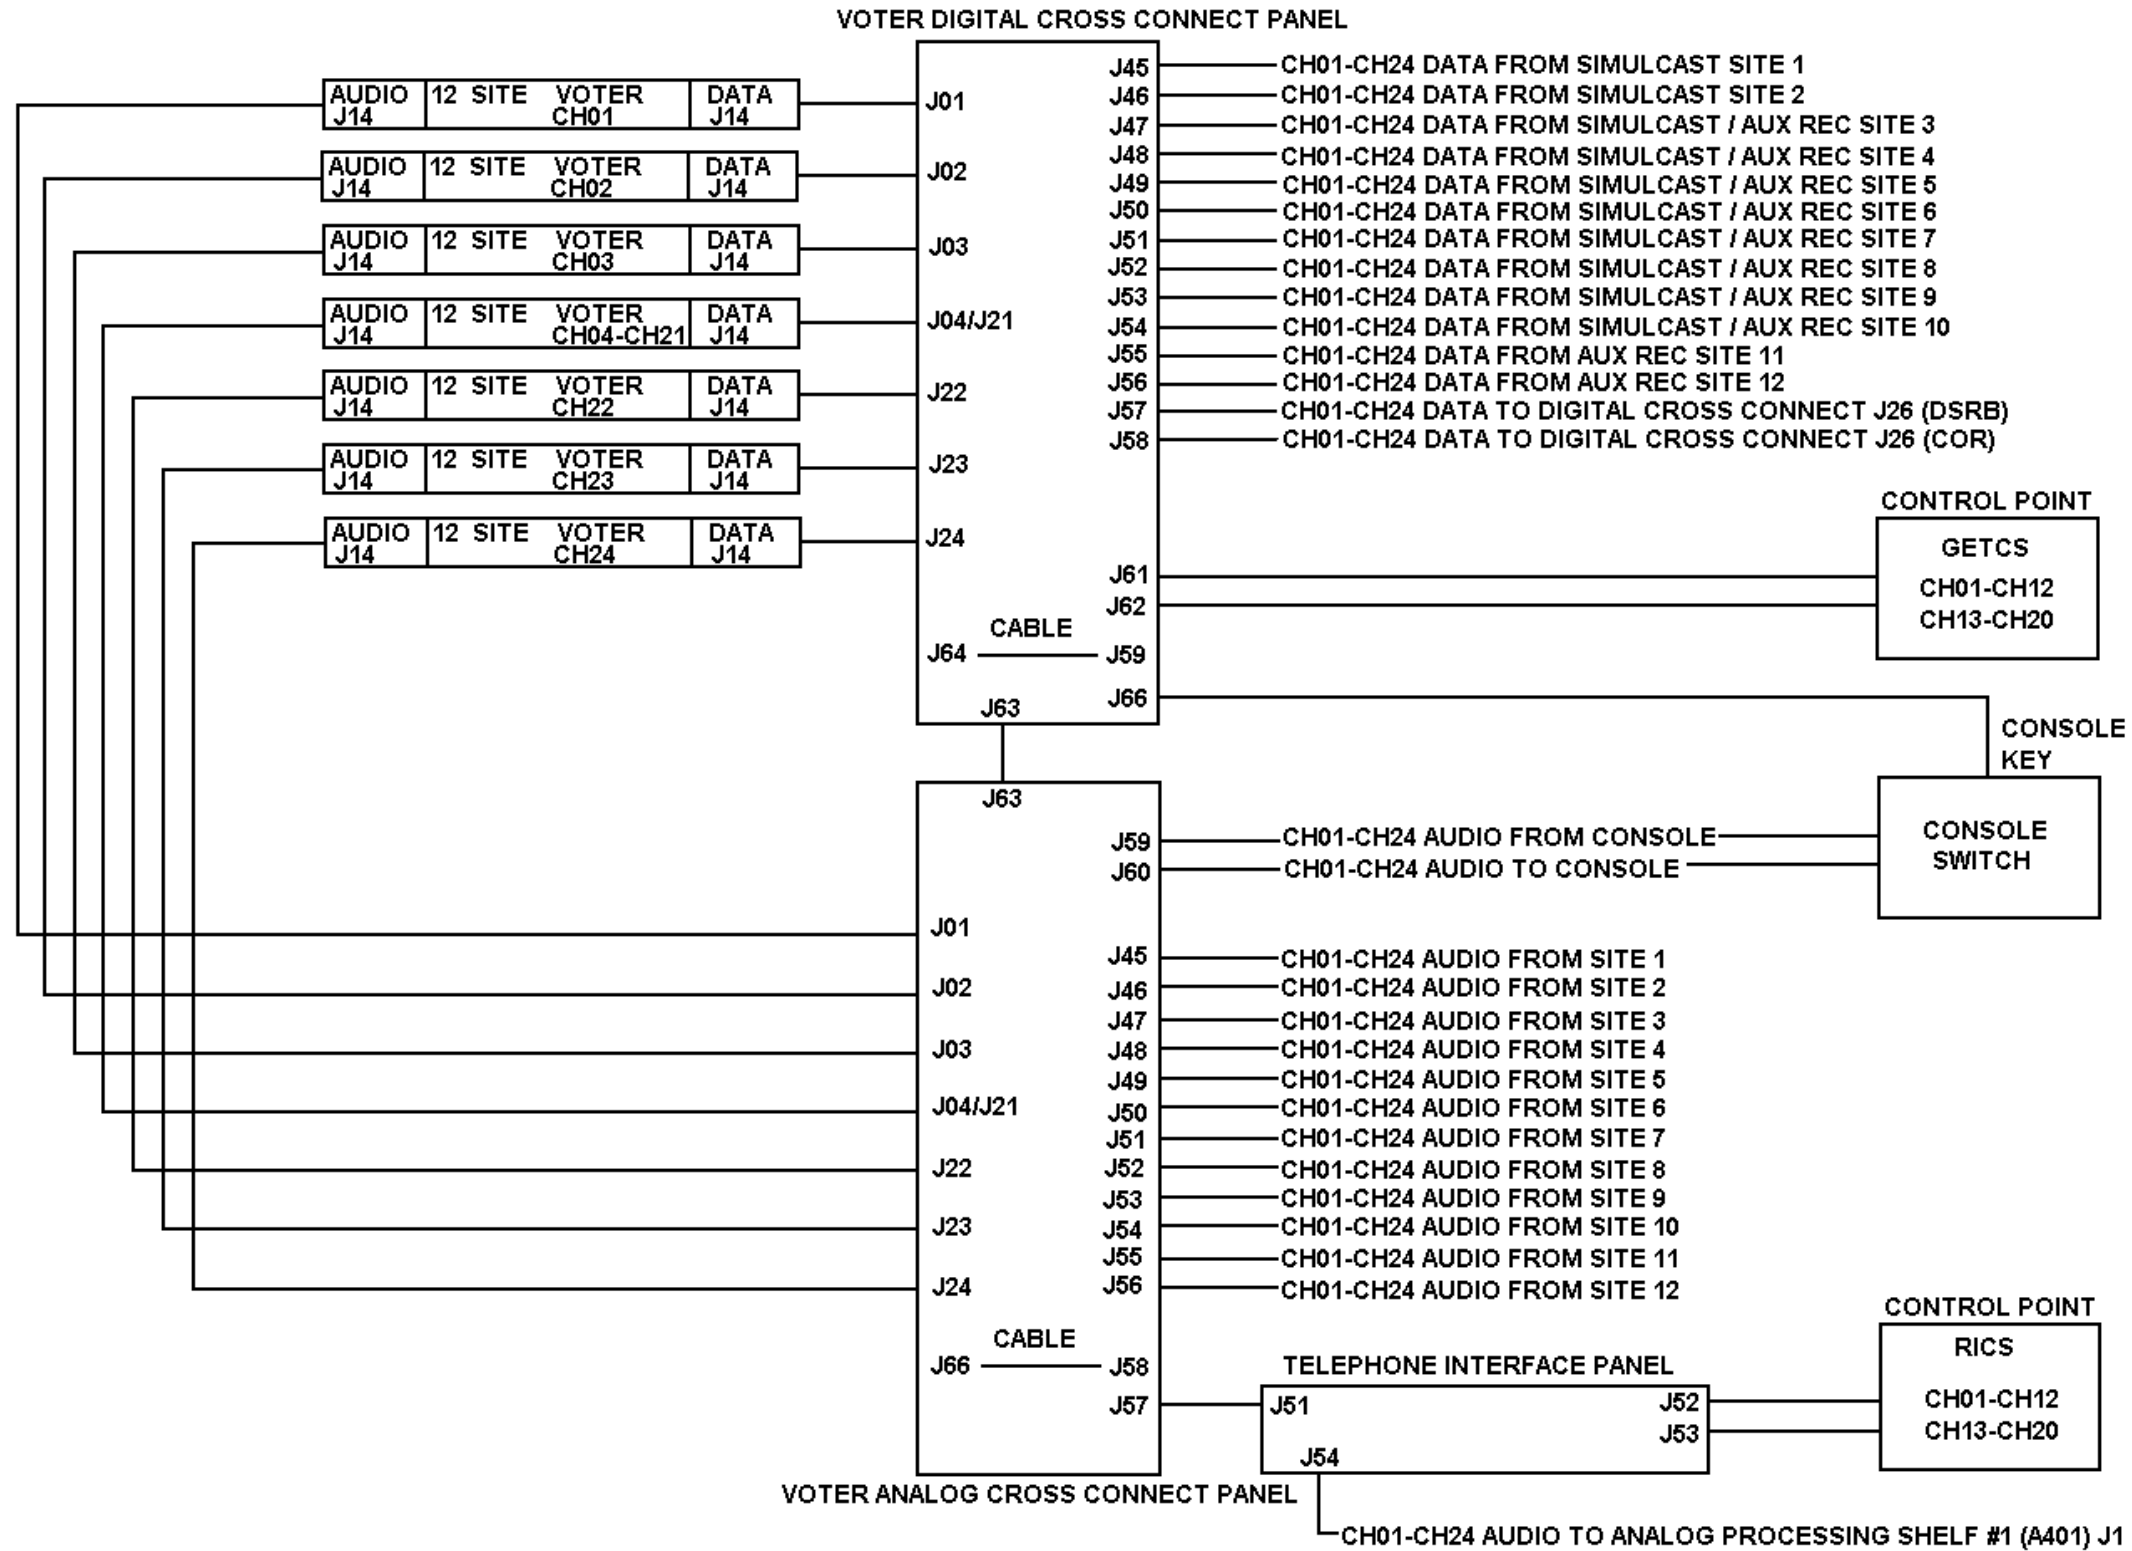 VOTER DIGITAL CROSS CONNECT PANEL
AUDIO 12 SITE VOTER DATA
J14 CH01 J14
J01
AUDIO 12 SITE VOTER DATA
J14 CH02 J14
J02
AUDIO 12 SITE VOTER DATA
J14 CH03 J14
J03
AUDIO 12 SITE VOTER DATA
J14 CH04-CH21 J14
J04/J21
AUDIO 12 SITE VOTER DATA
J14 CH22 J14
J22
AUDIO 12 SITE VOTER DATA
J14 CH23 J14
J23
AUDIO 12 SITE VOTER DATA
J14 CH24 J14
J24
J45 CH01-CH24 DATA FROM SIMULCAST SITE 1
J46 CH01-CH24 DATA FROM SIMULCAST SITE 2
J47 CH01-CH24 DATA FROM SIMULCAST / AUX REC SITE 3
J48 CH01-CH24 DATA FROM SIMULCAST / AUX REC SITE 4
J49 CH01-CH24 DATA FROM SIMULCAST / AUX REC SITE 5
J50 CH01-CH24 DATA FROM SIMULCAST / AUX REC SITE 6
J51 CH01-CH24 DATA FROM SIMULCAST / AUX REC SITE 7
J52 CH01-CH24 DATA FROM SIMULCAST / AUX REC SITE 8
J53 CH01-CH24 DATA FROM SIMULCAST / AUX REC SITE 9
J54 CH01-CH24 DATA FROM SIMULCAST / AUX REC SITE 10
J55 CH01-CH24 DATA FROM AUX REC SITE 11
J56 CH01-CH24 DATA FROM AUX REC SITE 12
J57 CH01-CH24 DATA TO DIGITAL CROSS CONNECT J26 (DSRB)
J58 CH01-CH24 DATA TO DIGITAL CROSS CONNECT J26 (COR)
CONTROL POINT
GETCS
CH01-CH12
CH13-CH20
J61
J62
CABLE
J64 J59
J66
J63
CONSOLE
KEY
CONSOLE
SWITCH
J63
J59 CH01-CH24 AUDIO FROM CONSOLE
J60 CH01-CH24 AUDIO TO CONSOLE
J01
J02
J03
J04/J21
J22
J23
J24
J45 CH01-CH24 AUDIO FROM SITE 1
J46 CH01-CH24 AUDIO FROM SITE 2
J47 CH01-CH24 AUDIO FROM SITE 3
J48 CH01-CH24 AUDIO FROM SITE 4
J49 CH01-CH24 AUDIO FROM SITE 5
J50 CH01-CH24 AUDIO FROM SITE 6
J51 CH01-CH24 AUDIO FROM SITE 7
J52 CH01-CH24 AUDIO FROM SITE 8
J53 CH01-CH24 AUDIO FROM SITE 9
J54 CH01-CH24 AUDIO FROM SITE 10
J55 CH01-CH24 AUDIO FROM SITE 11
J56 CH01-CH24 AUDIO FROM SITE 12
CABLE
J66 J58
J57
TELEPHONE INTERFACE PANEL
J51 J52
J53
J54
CONTROL POINT
RICS
CH01-CH12
CH13-CH20
VOTER ANALOG CROSS CONNECT PANEL
CH01-CH24 AUDIO TO ANALOG PROCESSING SHELF #1 (A401) J1